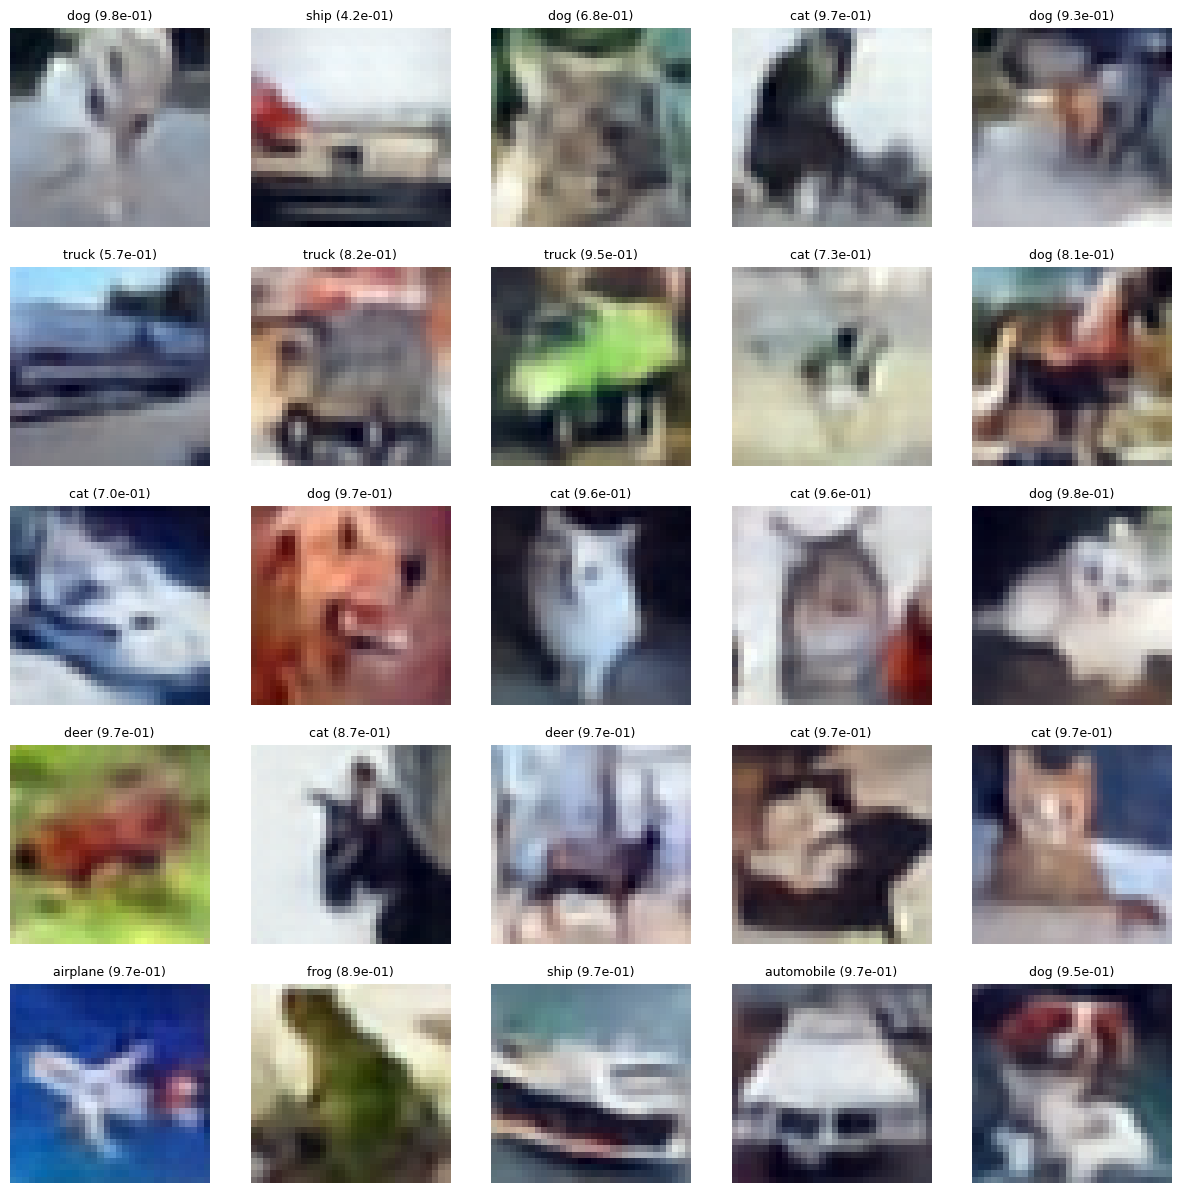 dog (9.8e-01) ship (4.2e-01) dog (6.8e-01) cat (9.7e-01) dog (9.3e-01)
truck (5.7e-01) truck (8.2e-01) truck (9.5e-01) cat (7.3e-01) dog (8.1e-01)
cat (7.0e-01) dog (9.7e-01) cat (9.6e-01) cat (9.6e-01) dog (9.8e-01)
deer (9.7e-01) cat (8.7e-01) deer (9.7e-01) cat (9.7e-01) cat (9.7e-01)
airplane (9.7e-01) frog (8.9e-01) ship (9.7e-01) automobile (9.7e-01) dog (9.5e-01)